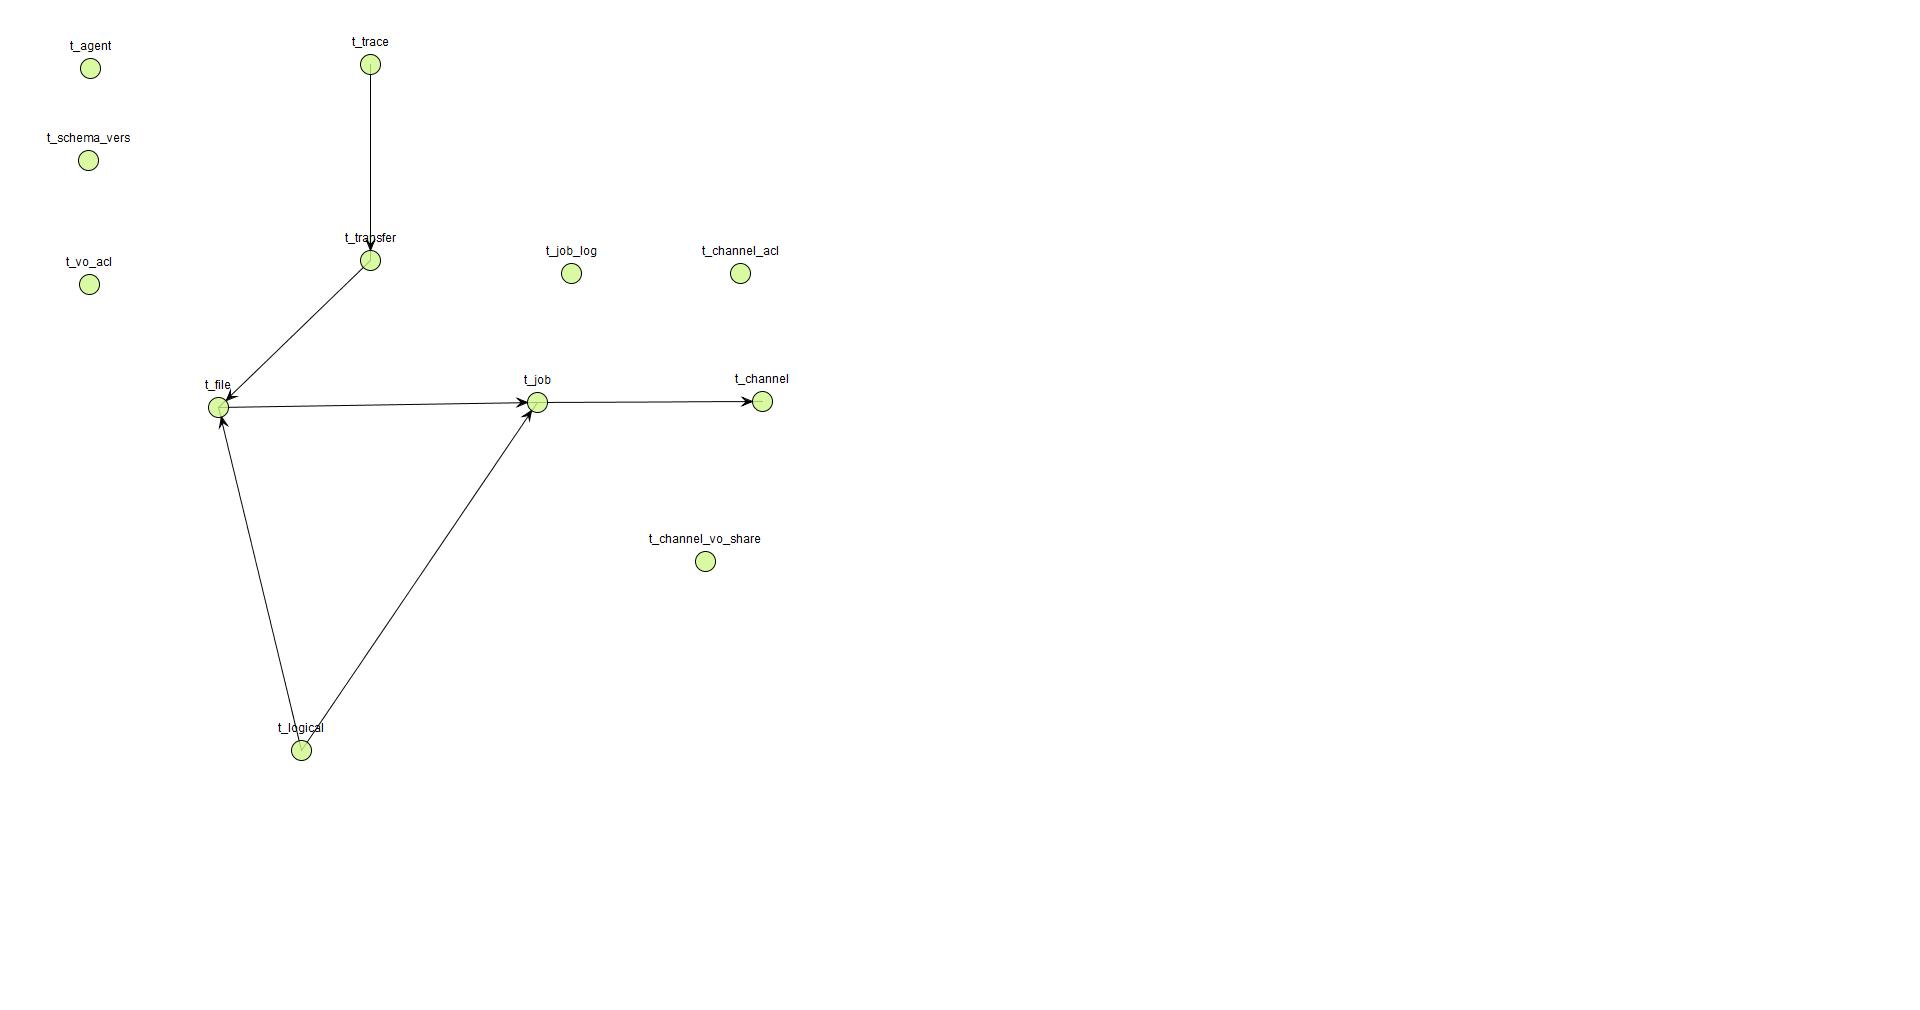 t_agent
t_trace
t_schema_vers
t_transfer
t_job_log
t_channel_acl
t_vo_acl
t_file
t_job
t_channel
t_channel_vo_share
t_logical